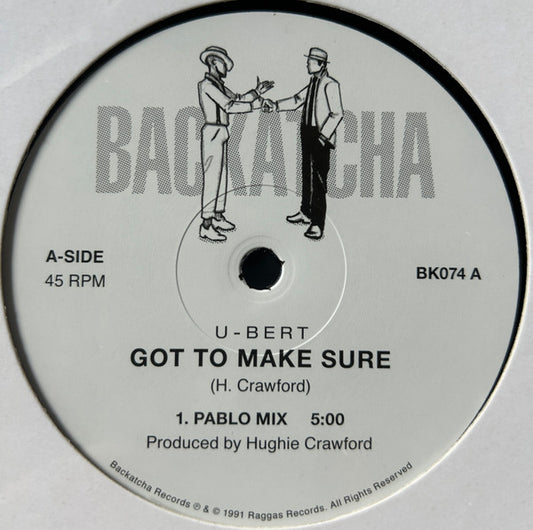 BACKATCHA
A-SIDE
45 RPM
BK074 A
U-BERT
GOT TO MAKE SURE
(H. Crawford)
1. PABLO MIX 5:00
Produced by Hughie Crawford
Backatcha Records ℗ & © 1991 Raggas Records. All Rights Reserved